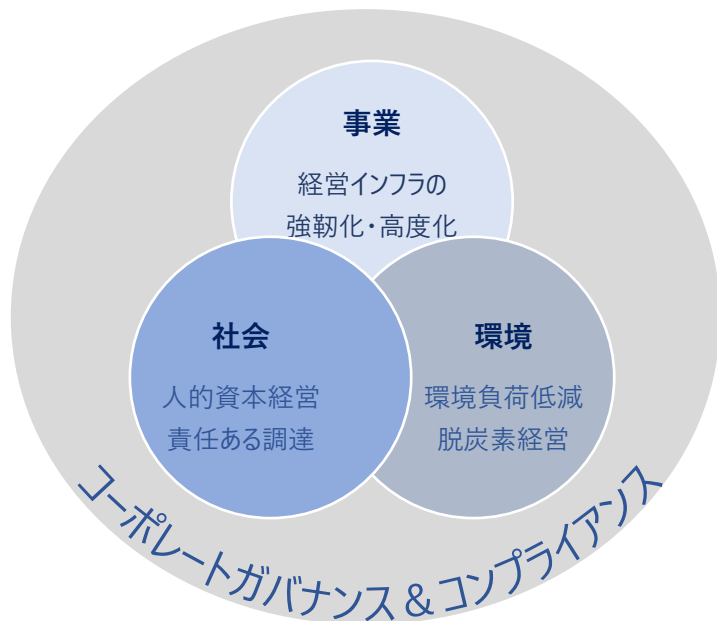 事業
経営インフラの
強靭化・高度化
社会
人的資本経営
責任ある調達
環境
環境負荷低減
脱炭素経営
コーポレートガバナンス＆コンプライアンス